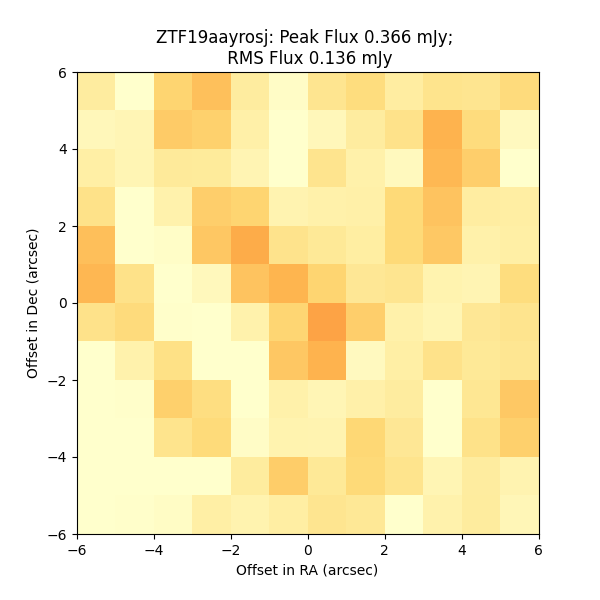 ZTF19aayrosj: Peak Flux 0.366 mJy;
RMS Flux 0.136 mJy
6
4
2
0
−2
−4
−6
Offset in Dec (arcsec)
−6 −4 −2 0 2 4 6
Offset in RA (arcsec)